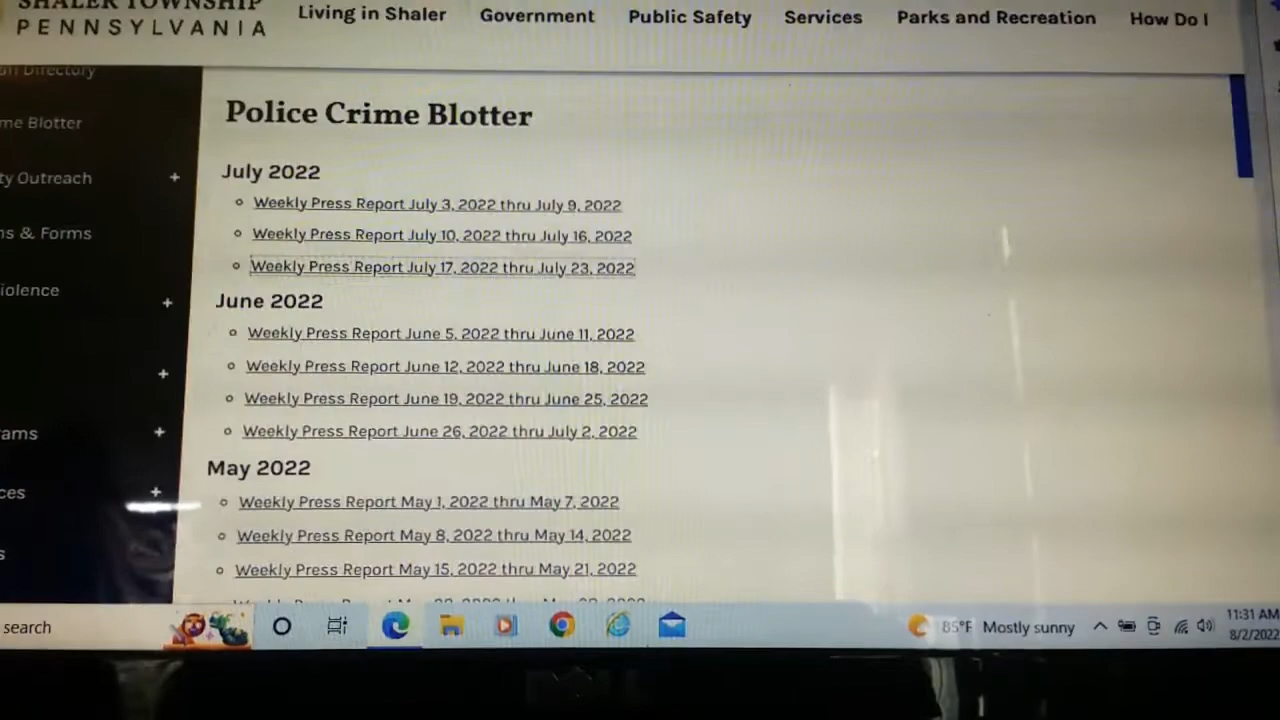 SHALER TOWNSHIP
PENNSYLVANIA
Living in Shaler Government Public Safety Services Parks and Recreation How Do I
Directory
me Blotter
ty Outreach +
ns & Forms
iolence +
+
ams +
ces +
s
Police Crime Blotter
July 2022
Weekly Press Report July 3, 2022 thru July 9, 2022
Weekly Press Report July 10, 2022 thru July 16, 2022
Weekly Press Report July 17, 2022 thru July 23, 2022
June 2022
Weekly Press Report June 5, 2022 thru June 11, 2022
Weekly Press Report June 12, 2022 thru June 18, 2022
Weekly Press Report June 19, 2022 thru June 25, 2022
Weekly Press Report June 26, 2022 thru July 2, 2022
May 2022
Weekly Press Report May 1, 2022 thru May 7, 2022
Weekly Press Report May 8, 2022 thru May 14, 2022
Weekly Press Report May 15, 2022 thru May 21, 2022
search
85°F Mostly sunny
11:31 AM
8/2/2022